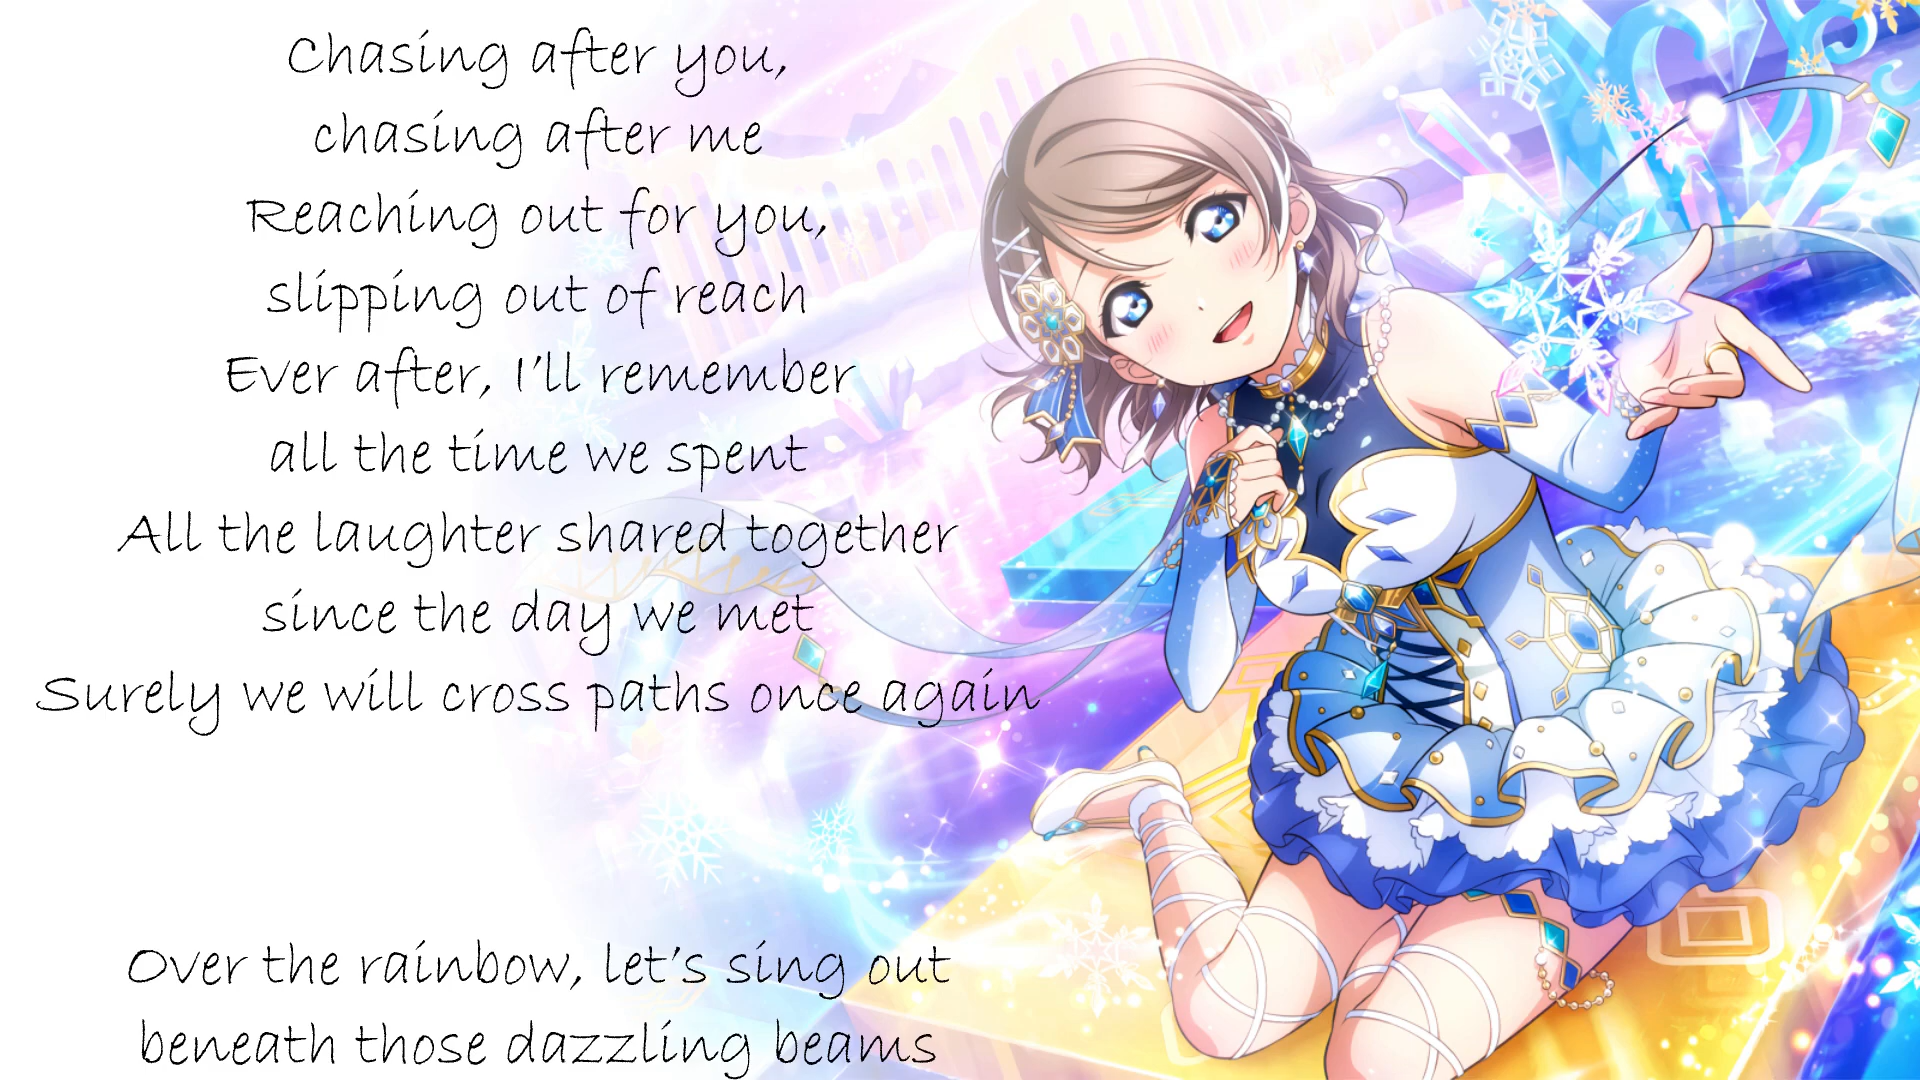 Chasing after you,
chasing after me
Reaching out for you,
slipping out of reach
Ever after, I'll remember
all the time we spent
All the laughter shared together
since the day we met
Surely we will cross paths once again
Over the rainbow, let's sing out
beneath those dazzling beams